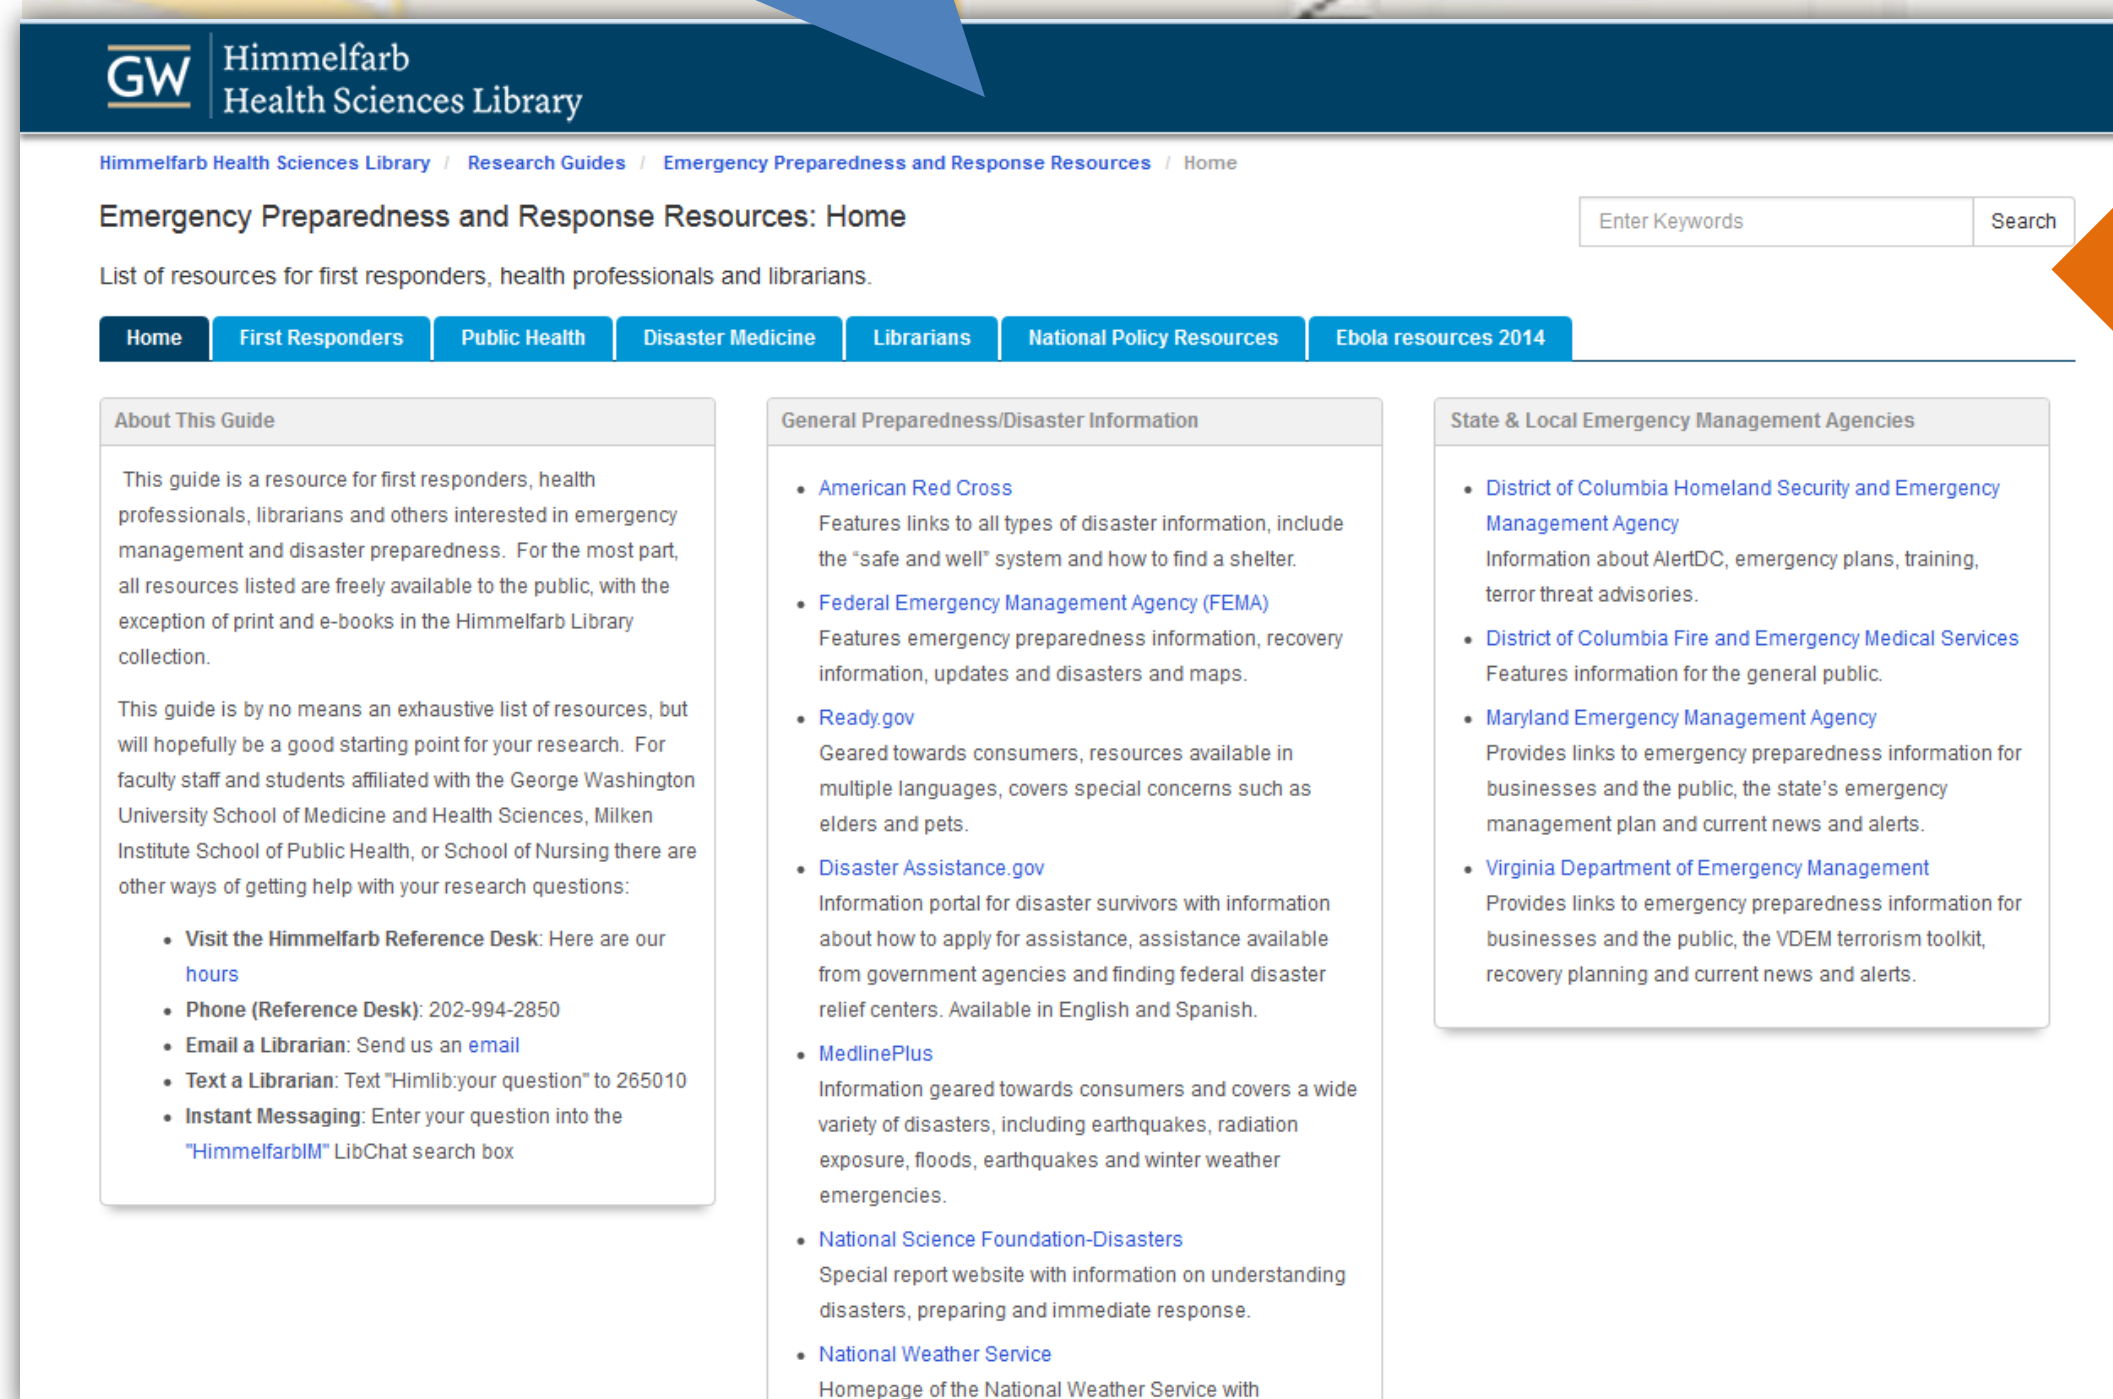 GW
Himmelfarb
Health Sciences Library
Himmelfarb Health Sciences Library / Research Guides / Emergency Preparedness and Response Resources / Home
Emergency Preparedness and Response Resources: Home
Enter Keywords
Search
List of resources for first responders, health professionals and librarians.
Home
First Responders
Public Health
Disaster Medicine
Librarians
National Policy Resources
Ebola resources 2014
About This Guide
This guide is a resource for first responders, health
professionals, librarians and others interested in emergency
management and disaster preparedness. For the most part,
all resources listed are freely available to the public, with the
exception of print and e-books in the Himmelfarb Library
collection.
This guide is by no means an exhaustive list of resources, but
will hopefully be a good starting point for your research. For
faculty staff and students affiliated with the George Washington
University School of Medicine and Health Sciences, Milken
Institute School of Public Health, or School of Nursing there are
other ways of getting help with your research questions:
• Visit the Himmelfarb Reference Desk: Here are our
hours
• Phone (Reference Desk): 202-994-2850
• Email a Librarian: Send us an email
• Text a Librarian: Text "Himlib:your question" to 265010
• Instant Messaging: Enter your question into the
"HimmelfarbIM" LibChat search box
General Preparedness/Disaster Information
• American Red Cross
Features links to all types of disaster information, include
the “safe and well” system and how to find a shelter.
• Federal Emergency Management Agency (FEMA)
Features emergency preparedness information, recovery
information, updates and disasters and maps.
• Ready.gov
Geared towards consumers, resources available in
multiple languages, covers special concerns such as
elders and pets.
• Disaster Assistance.gov
Information portal for disaster survivors with information
about how to apply for assistance, assistance available
from government agencies and finding federal disaster
relief centers. Available in English and Spanish.
• MedlinePlus
Information geared towards consumers and covers a wide
variety of disasters, including earthquakes, radiation
exposure, floods, earthquakes and winter weather
emergencies.
• National Science Foundation-Disasters
Special report website with information on understanding
disasters, preparing and immediate response.
• National Weather Service
Homepage of the National Weather Service with
State & Local Emergency Management Agencies
• District of Columbia Homeland Security and Emergency
Management Agency
Information about AlertDC, emergency plans, training,
terror threat advisories.
• District of Columbia Fire and Emergency Medical Services
Features information for the general public.
• Maryland Emergency Management Agency
Provides links to emergency preparedness information for
businesses and the public, the state’s emergency
management plan and current news and alerts.
• Virginia Department of Emergency Management
Provides links to emergency preparedness information for
businesses and the public, the VDEM terrorism toolkit,
recovery planning and current news and alerts.